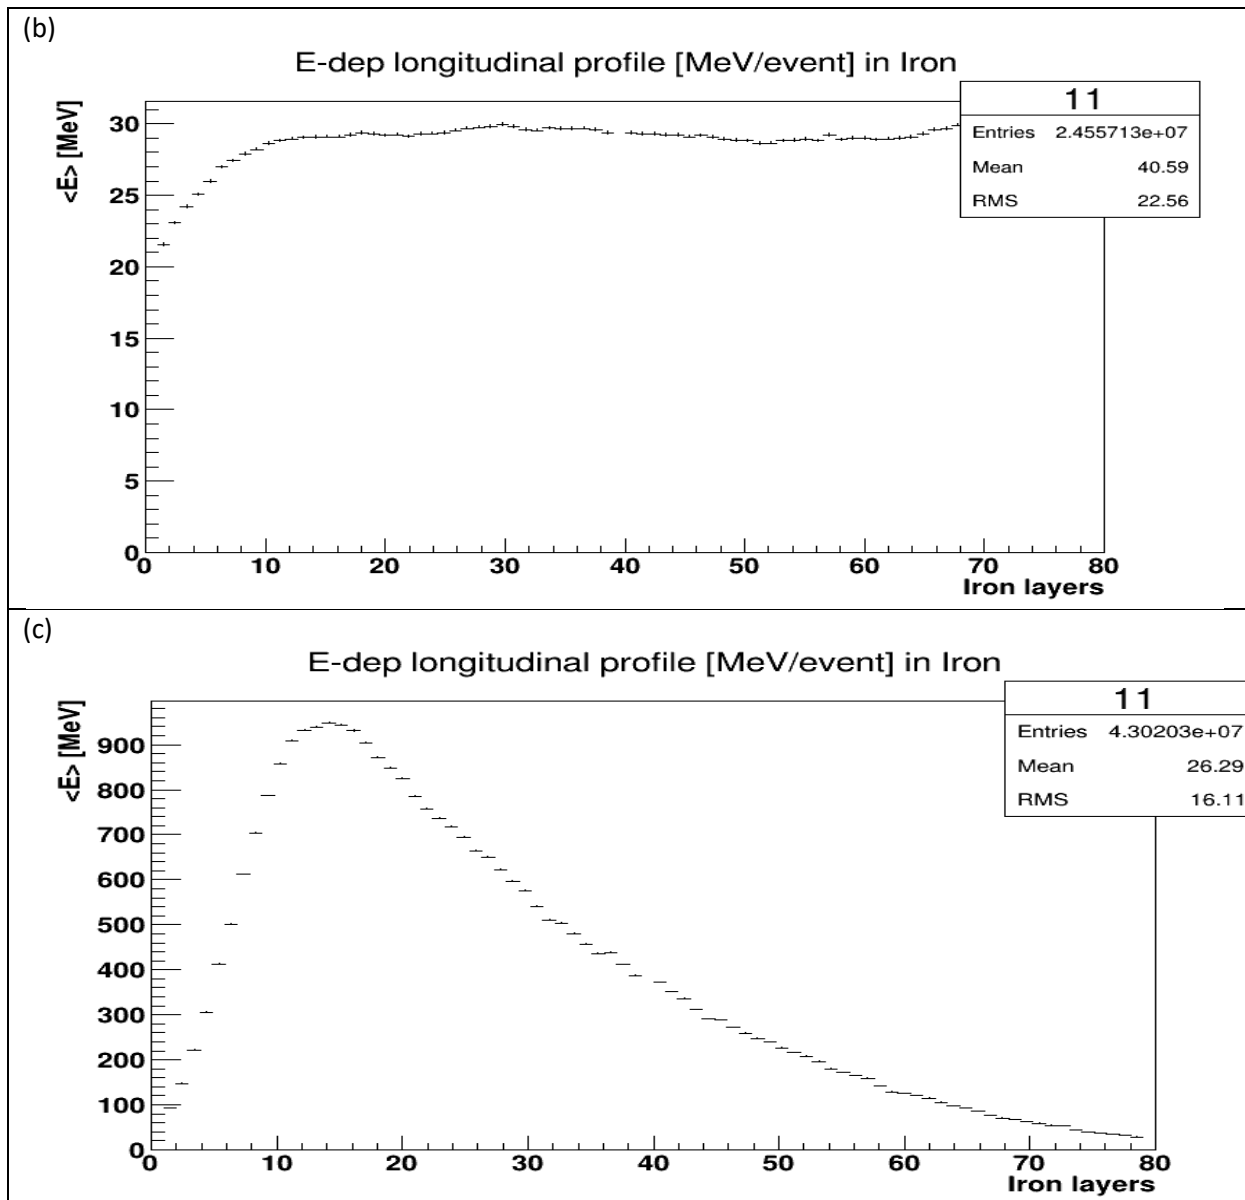 (b)
E-dep longitudinal profile [MeV/event] in Iron
11
Entries 2.455713e+07
Mean 40.59
RMS 22.56
<E> [MeV]
30
25
20
15
10
5
0
0 10 20 30 40 50 60 70 80
Iron layers
(c)
E-dep longitudinal profile [MeV/event] in Iron
11
Entries 4.30203e+07
Mean 26.29
RMS 16.11
<E> [MeV]
900
800
700
600
500
400
300
200
100
0
0 10 20 30 40 50 60 70 80
Iron layers